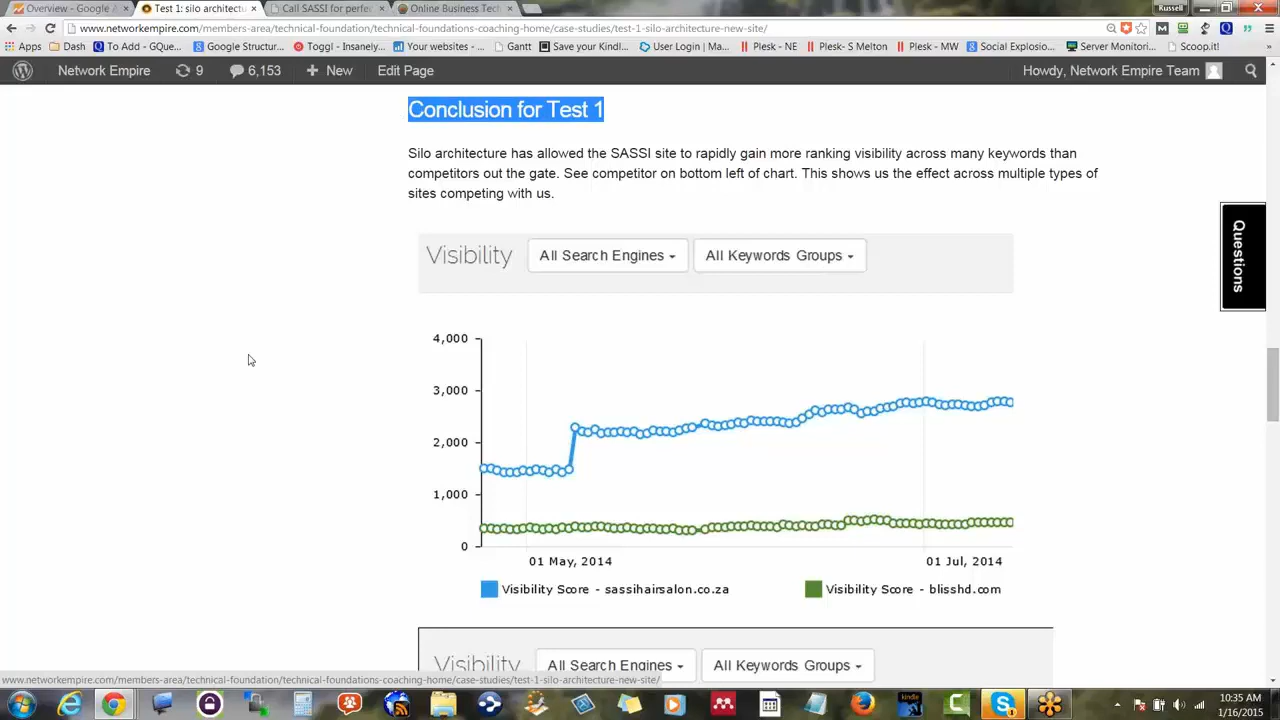 Overview - Google A
Test 1: silo architectur
Call SASSI for perfec
Online Business Tech
Russell
www.networkempire.com/members-area/technical-foundation/technical-foundations-coaching-home/case-studies/test-1-silo-architecture-new-site/
Apps Dash To Add - GQue... Google Structur... Toggl - Insanely... Your websites - ... Gantt Save your Kindl... User Login | Ma... Plesk - NE Plesk - S Melton Plesk - MW Social Explosio... Server Monitori... Scoop.it! »
Network Empire 9 6,153 + New Edit Page Howdy, Network Empire Team
Conclusion for Test 1
Silo architecture has allowed the SASSI site to rapidly gain more ranking visibility across many keywords than
competitors out the gate. See competitor on bottom left of chart. This shows us the effect across multiple types of
sites competing with us.
Questions
Visibility All Search Engines All Keywords Groups
4,000
3,000
2,000
1,000
0
01 May, 2014 01 Jul, 2014
Visibility Score - sassihairsalon.co.za Visibility Score - blisshd.com
Visibility All Search Engines All Keywords Groups
www.networkempire.com/members-area/technical-foundation/technical-foundations-coaching-home/case-studies/test-1-silo-architecture-new-site/
kindle
10:35 AM
1/16/2015